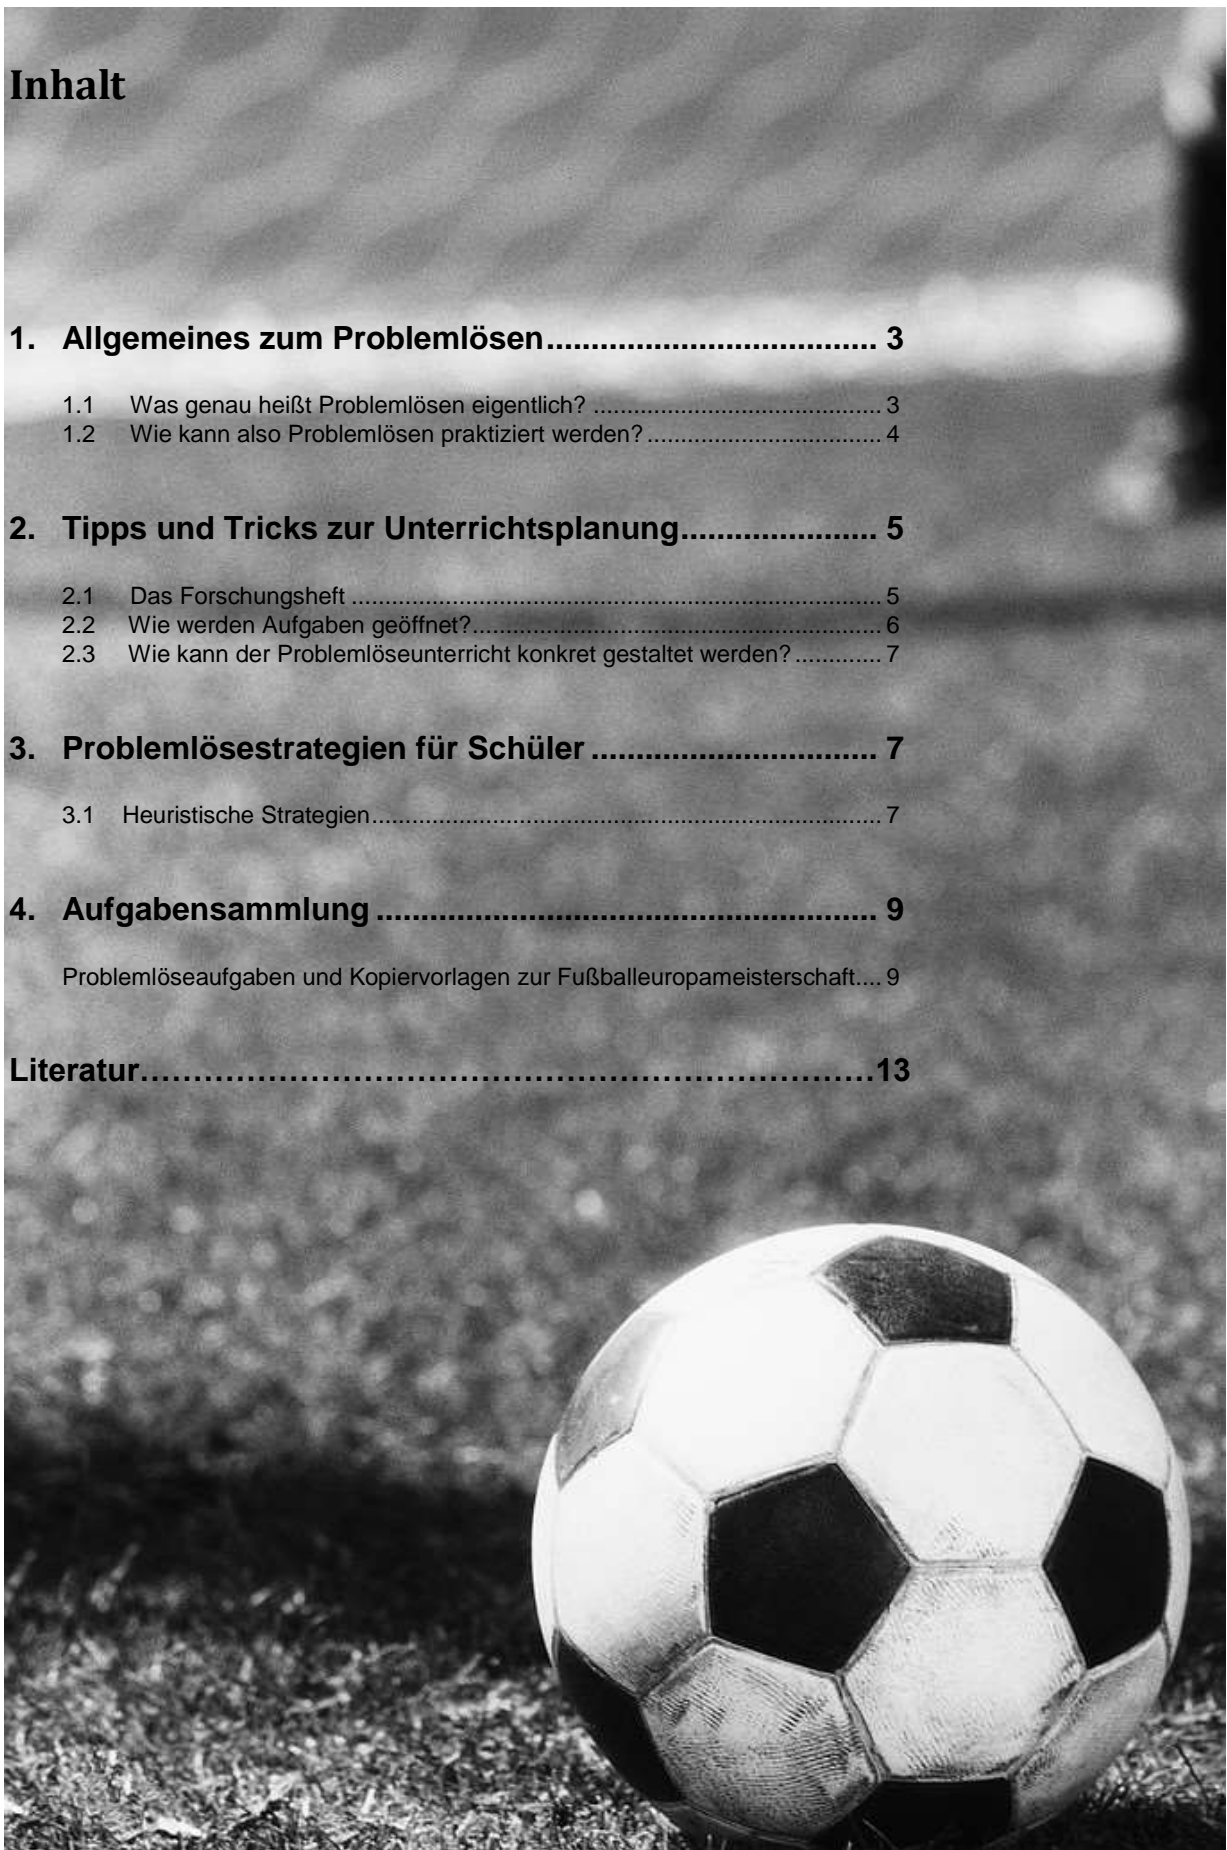 Inhalt
1. Allgemeines zum Problemlösen..................................... 3
1.1 Was genau heißt Problemlösen eigentlich? ........................................... 3
1.2 Wie kann also Problemlösen praktiziert werden? ................................... 4
2. Tipps und Tricks zur Unterrichtsplanung...................... 5
2.1 Das Forschungsheft ............................................................................... 5
2.2 Wie werden Aufgaben geöffnet?............................................................. 6
2.3 Wie kann der Problemlöseunterricht konkret gestaltet werden? ............. 7
3. Problemlösestrategien für Schüler ................................ 7
3.1 Heuristische Strategien............................................................................ 7
4. Aufgabensammlung ........................................................ 9
Problemlöseaufgaben und Kopiervorlagen zur Fußballeuropameisterschaft.... 9
Literatur……………………………………………………………13